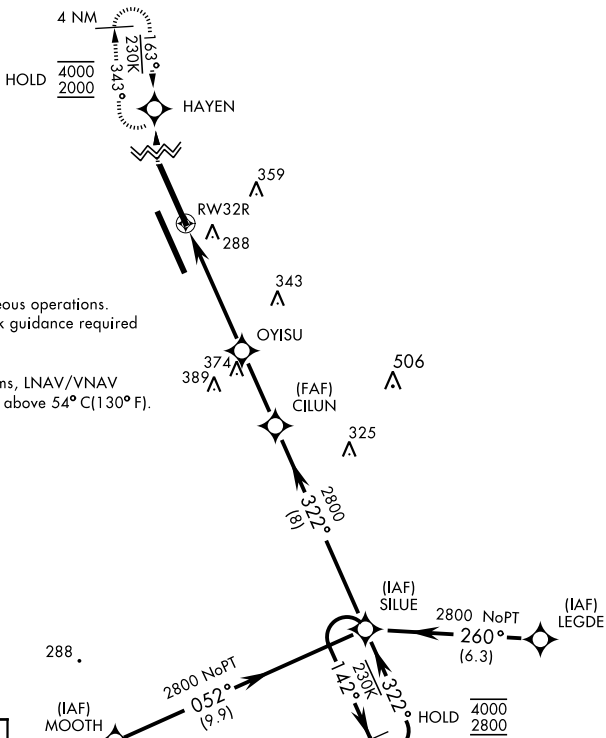 4 NM
163°
230K
343°
HOLD 4000
2000
HAYEN
359
RW32R
288
343
eous operations.
k guidance required
OYISU
374
389
ms, LNAV/VNAV
above 54°C(130°F).
506
(FAF)
CILUN
325
2800
322°
(8)
(IAF)
SILUE
(IAF)
LEGDE
2800 NoPT
260°
(6.3)
288
2800 NoPT
052°
(9.9)
(IAF)
MOOTH
142°
230K
322°
HOLD 4000
2800